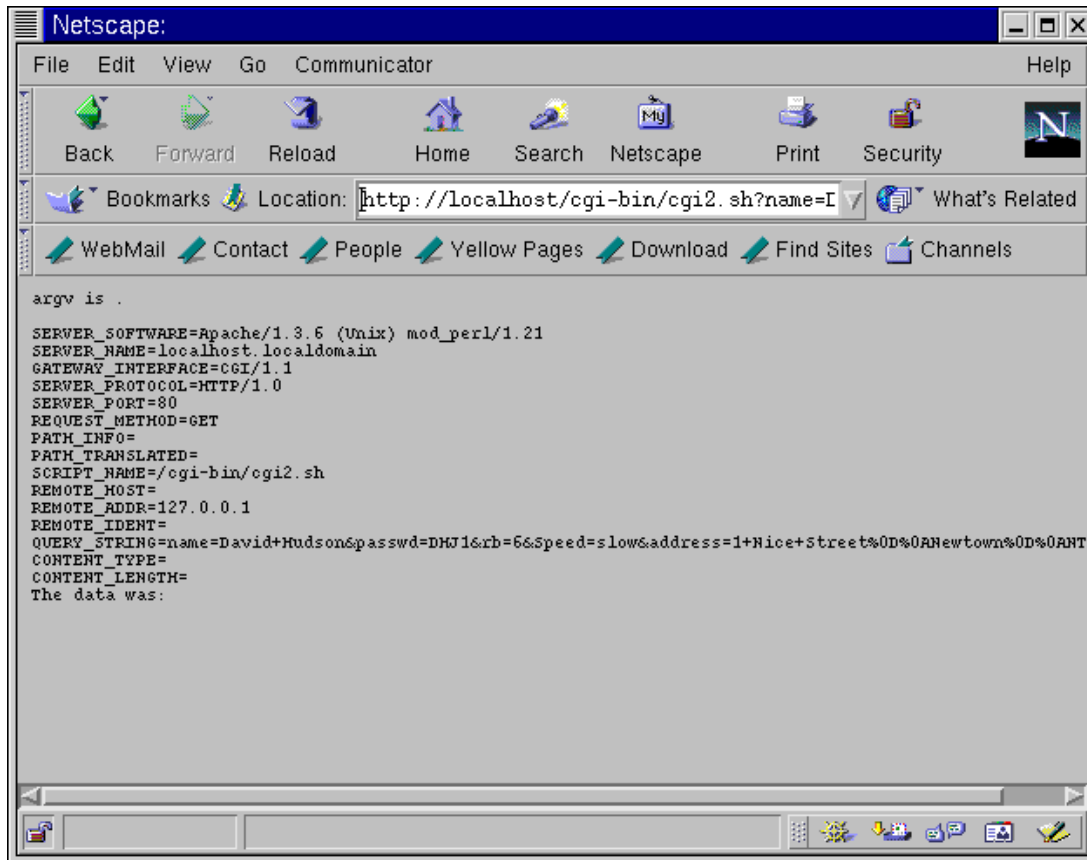 Netscape:
File Edit View Go Communicator Help
My N
Back Forward Reload Home Search Netscape Print Security
Bookmarks Location: http://localhost/cgi-bin/cgi2.sh?name=D What's Related
WebMail Contact People Yellow Pages Download Find Sites Channels
argv is .
SERVER_SOFTWARE=Apache/1.3.6 (Unix) mod_perl/1.21
SERVER_NAME=localhost.localdomain
GATEWAY_INTERFACE=CGI/1.1
SERVER_PROTOCOL=HTTP/1.0
SERVER_PORT=80
REQUEST_METHOD=GET
PATH_INFO=
PATH_TRANSLATED=
SCRIPT_NAME=/cgi-bin/cgi2.sh
REMOTE_HOST=
REMOTE_ADDR=127.0.0.1
REMOTE_IDENT=
QUERY_STRING=name=David+Hudson&passwd=DHJ1&rb=6&Speed=slow&address=1+Nice+Street%0D%0ANewtown%0D%0ANT
CONTENT_TYPE=
CONTENT_LENGTH=
The data was: